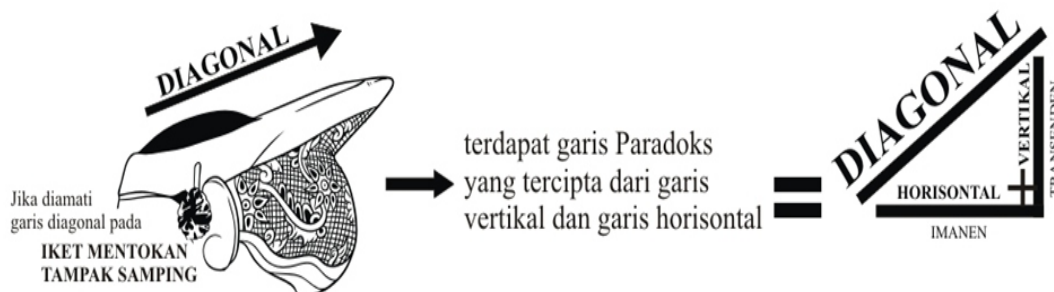 DIAGONAL
Jika diamati
garis diagonal pada
IKET MENTOKAN
TAMPAK SAMPING
terdapat garis Paradoks
yang tercipta dari garis
vertikal dan garis horisontal
=
DIAGONAL
HORISONTAL
+
VERTIKAL
TRANSENDEN
IMANEN